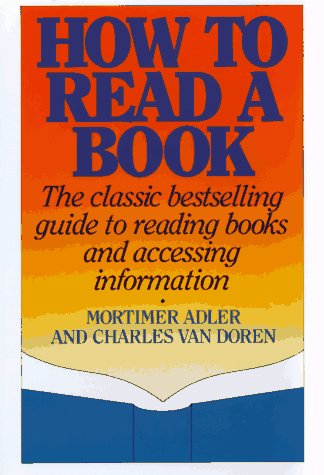 HOW TO
READ A
BOOK
The classic bestselling
guide to reading books
and accessing
information
•
MORTIMER ADLER
AND CHARLES VAN DOREN